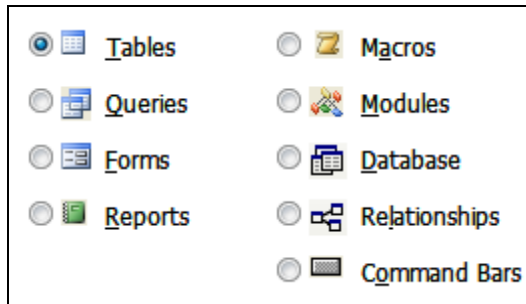 Tables
Queries
Forms
Reports
Macros
Modules
Database
Relationships
Command Bars